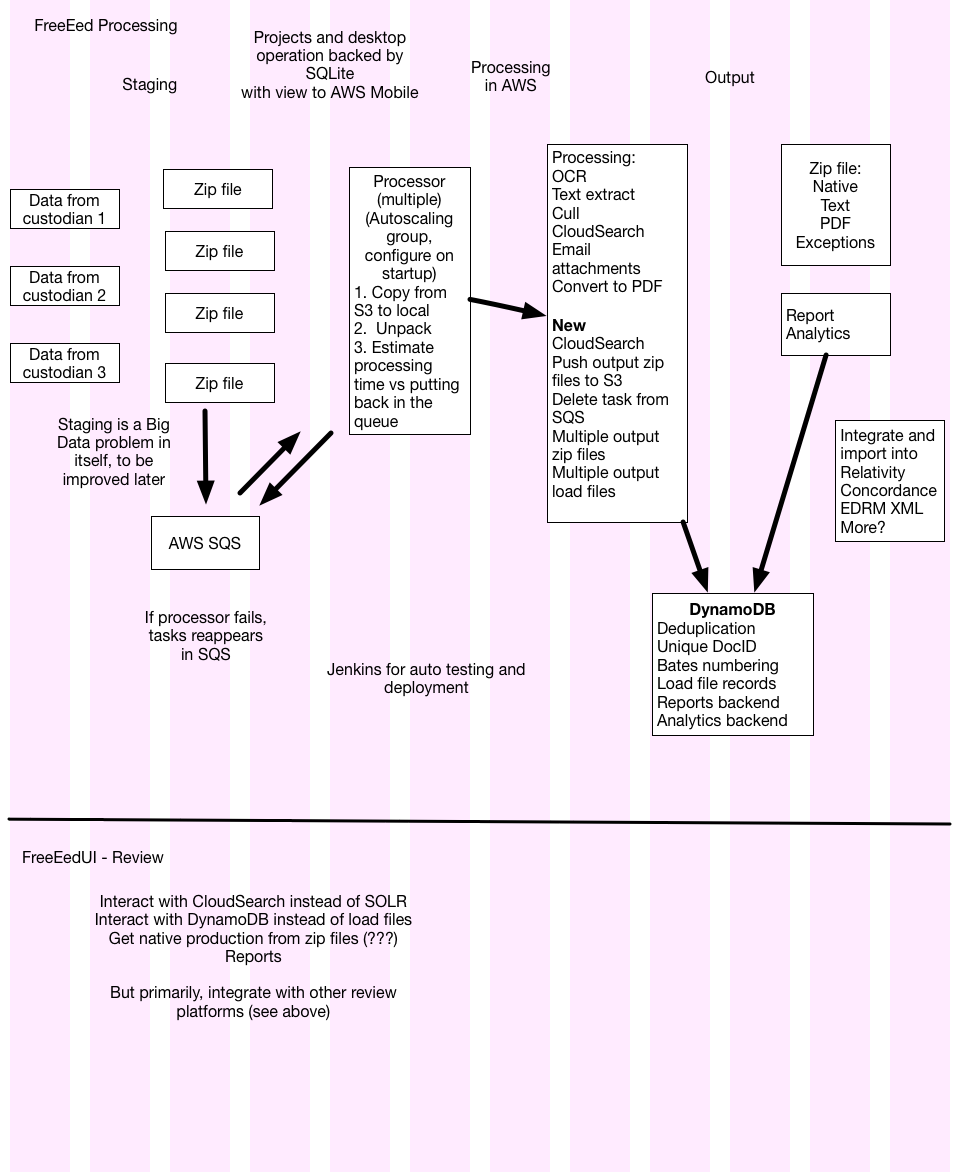 FreeEed Processing
Projects and desktop
operation backed by
SQLite
with view to AWS Mobile
Staging
Processing
in AWS
Output
Data from
custodian 1
Data from
custodian 2
Data from
custodian 3
Zip file
Zip file
Zip file
Zip file
Staging is a Big
Data problem in
itself, to be
improved later
AWS SQS
If processor fails,
tasks reappears
in SQS
Processor
(multiple)
(Autoscaling
group,
configure on
startup)
1. Copy from
S3 to local
2.  Unpack
3. Estimate
processing
time vs putting
back in the
queue
Processing:
OCR
Text extract
Cull
CloudSearch
Email
attachments
Convert to PDF
New
CloudSearch
Push output zip
files to S3
Delete task from
SQS
Multiple output
zip files
Multiple output
load files
Zip file:
Native
Text
PDF
Exceptions
Report
Analytics
Integrate and
import into
Relativity
Concordance
EDRM XML
More?
DynamoDB
Deduplication
Unique DocID
Bates numbering
Load file records
Reports backend
Analytics backend
Jenkins for auto testing and
deployment
FreeEedUI - Review
Interact with CloudSearch instead of SOLR
Interact with DynamoDB instead of load files
Get native production from zip files (???)
Reports
But primarily, integrate with other review
platforms (see above)